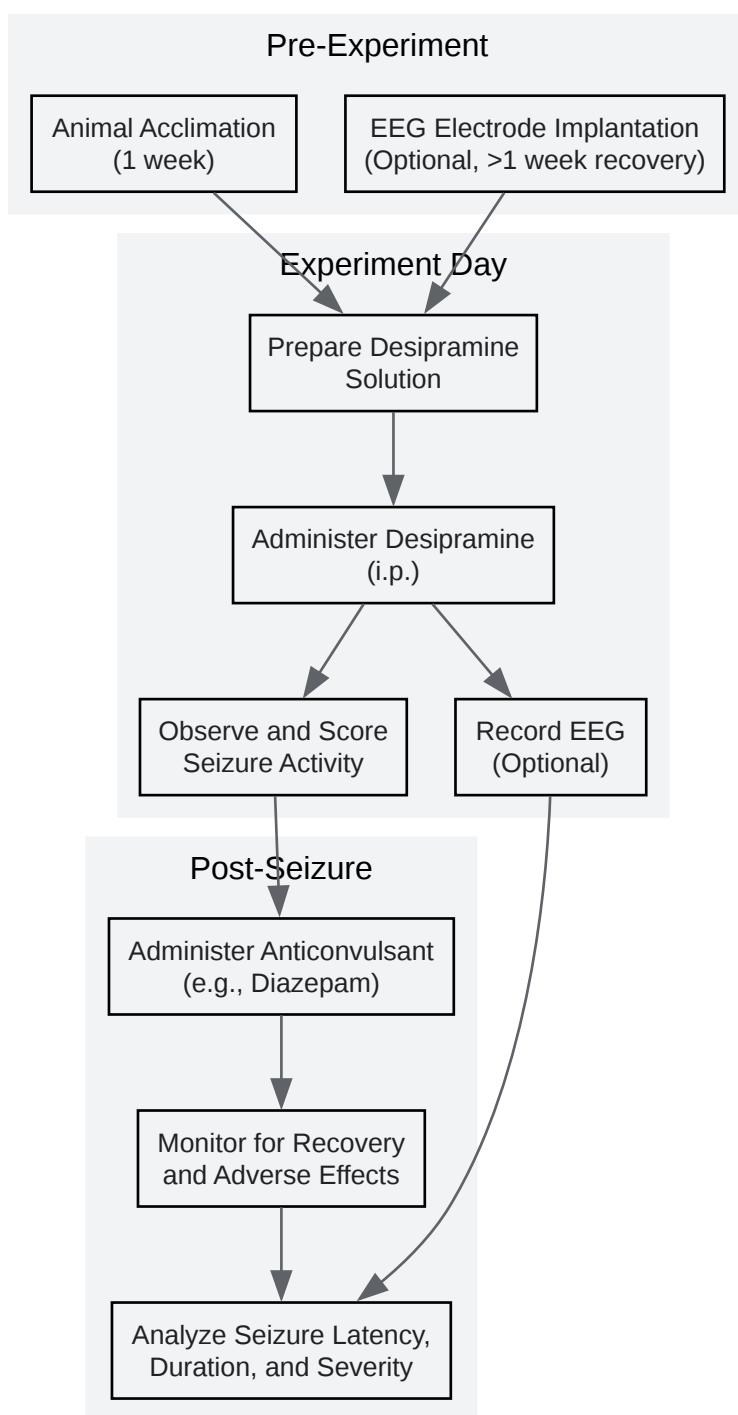 Pre-Experiment
Animal Acclimation
(1 week)
EEG Electrode Implantation
(Optional, >1 week recovery)
Experiment Day
Prepare Desipramine
Solution
Administer Desipramine
(i.p.)
Observe and Score
Seizure Activity
Record EEG
(Optional)
Post-Seizure
Administer Anticonvulsant
(e.g., Diazepam)
Monitor for Recovery
and Adverse Effects
Analyze Seizure Latency,
Duration, and Severity